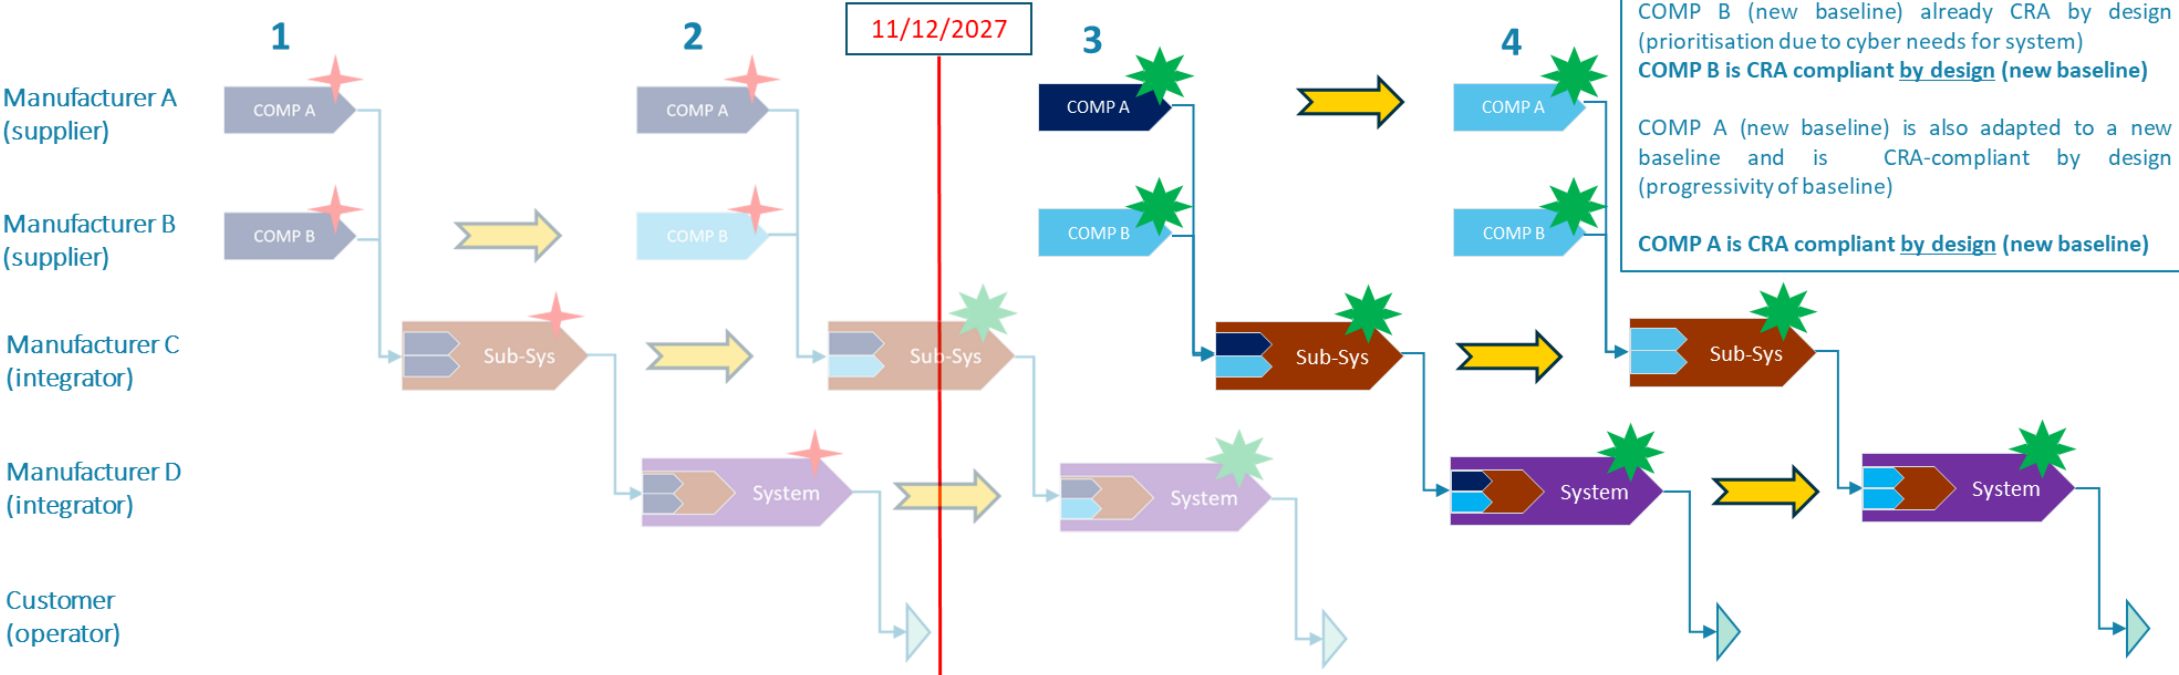 1
2
11/12/2027
3
4
COMP B (new baseline) already CRA by design
(prioritisation due to cyber needs for system)
COMP B is CRA compliant by design (new baseline)
COMP A (new baseline) is also adapted to a new
baseline and is CRA-compliant by design
(progressivity of baseline)
COMP A is CRA compliant by design (new baseline)
Manufacturer A
(supplier)
COMP A
COMP A
COMP A
COMP A
Manufacturer B
(supplier)
COMP B
COMP B
COMP B
COMP B
Manufacturer C
(integrator)
Sub-Sys
Sub-Sys
Sub-Sys
Sub-Sys
Manufacturer D
(integrator)
System
System
System
System
Customer
(operator)